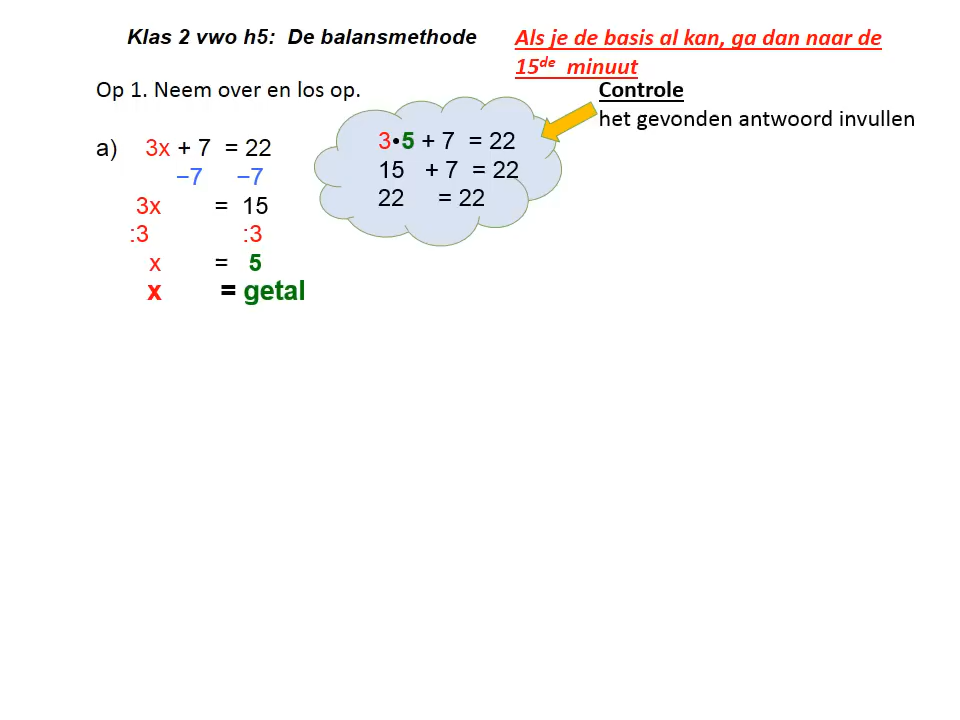 Klas 2 vwo h5: De balansmethode
Als je de basis al kan, ga dan naar de
15de minuut
Op 1. Neem over en los op.
Controle
het gevonden antwoord invullen
a) 3x + 7 = 22
−7 −7
3x = 15
:3 :3
x = 5
x = getal
3•5 + 7 = 22
15 + 7 = 22
22 = 22